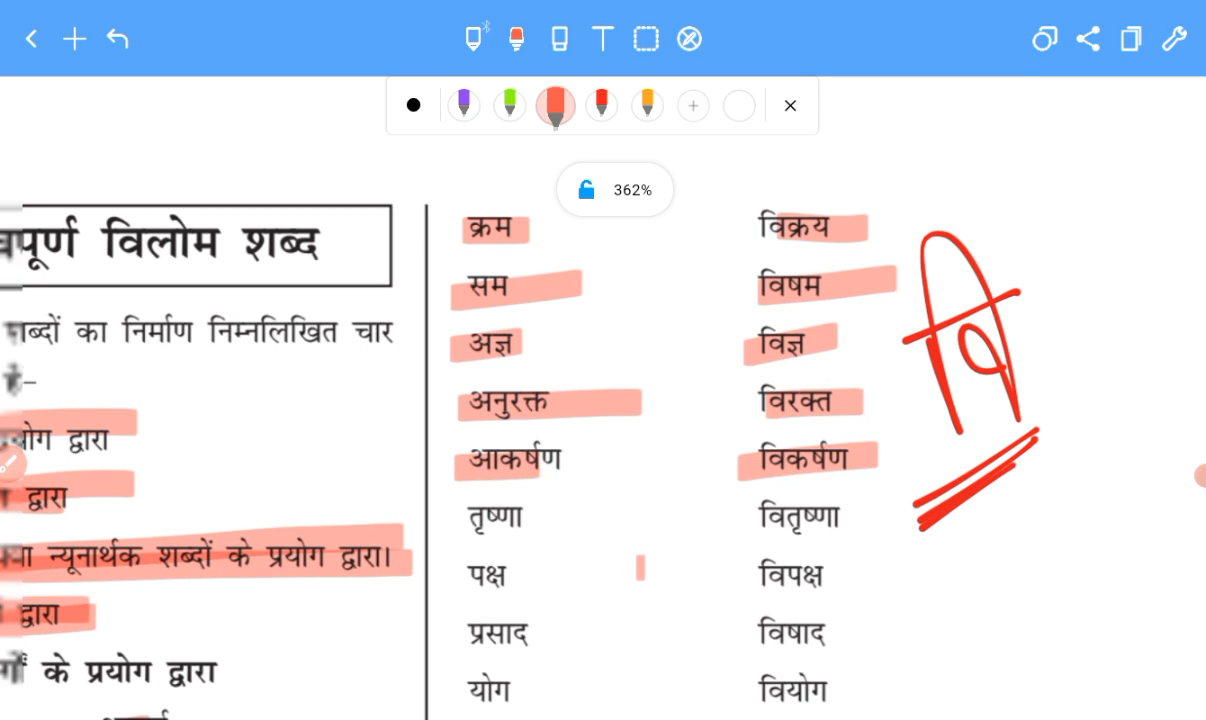 362%
पूर्ण विलोम शब्द
शब्दों का निर्माण निम्नलिखित चार
हैं–
योग द्वारा
द्वारा
न्यूनार्थक शब्दों के प्रयोग द्वारा।
द्वारा
के प्रयोग द्वारा
क्रम विक्रय
सम विषम
अज्ञ विज्ञ
अनुरक्त विरक्त
आकर्षण विकर्षण
तृष्णा वितृष्णा
पक्ष विपक्ष
प्रसाद विषाद
योग वियोग
वि